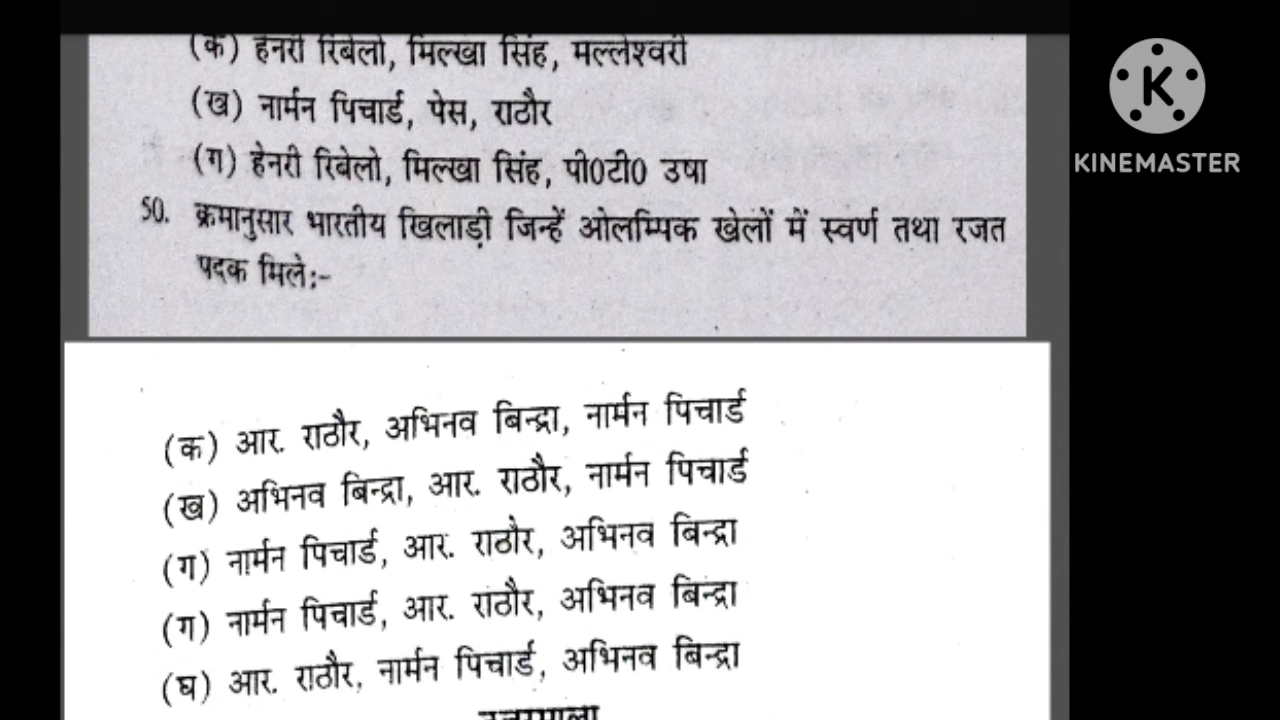 (क) हेनरी रिबेलो, मिल्खा सिंह, मल्लेश्वरी
(ख) नार्मन पिचार्ड, पेस, राठौर
(ग) हेनरी रिबेलो, मिल्खा सिंह, पी0टी0 उषा
50. क्रमानुसार भारतीय खिलाड़ी जिन्हें ओलम्पिक खेलों में स्वर्ण तथा रजत
पदक मिले:-
(क) आर. राठौर, अभिनव बिन्द्रा, नार्मन पिचार्ड
(ख) अभिनव बिन्द्रा, आर. राठौर, नार्मन पिचार्ड
(ग) नार्मन पिचार्ड, आर. राठौर, अभिनव बिन्द्रा
(ग) नार्मन पिचार्ड, आर. राठौर, अभिनव बिन्द्रा
(घ) आर. राठौर, नार्मन पिचार्ड, अभिनव बिन्द्रा
K
KINEMASTER